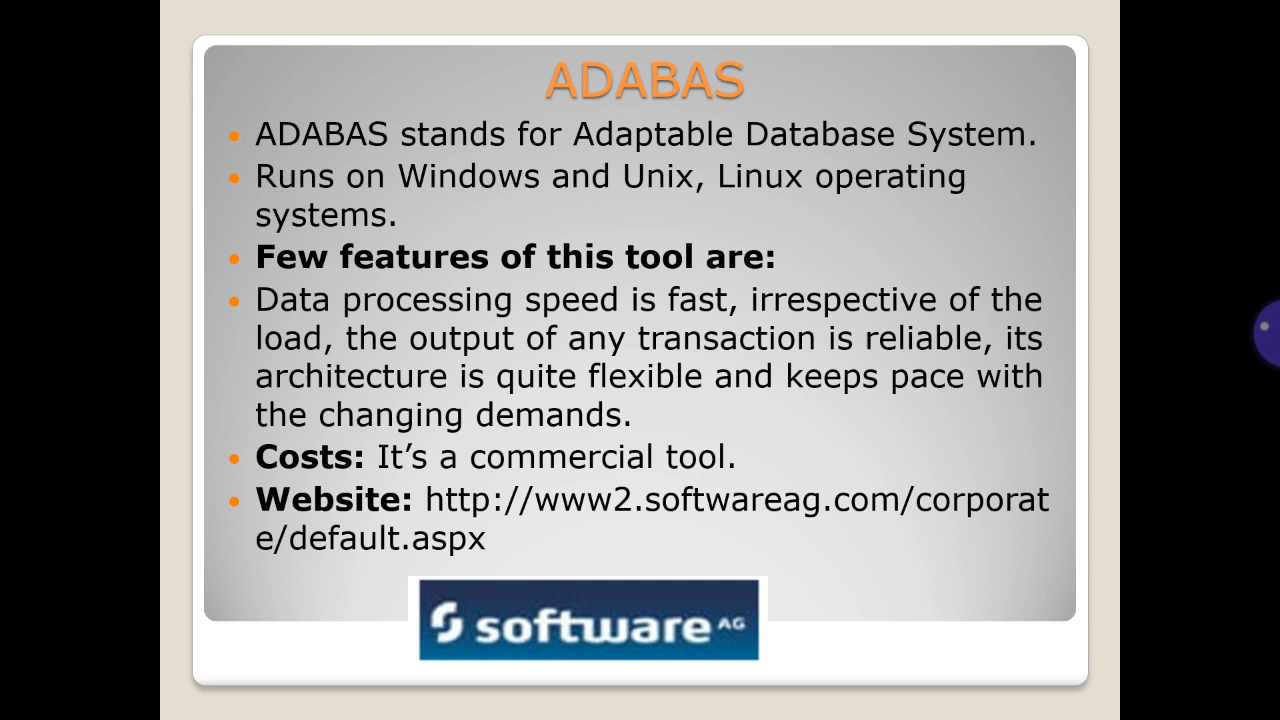 ADABAS
ADABAS stands for Adaptable Database System.
Runs on Windows and Unix, Linux operating
systems.
Few features of this tool are:
Data processing speed is fast, irrespective of the
load, the output of any transaction is reliable, its
architecture is quite flexible and keeps pace with
the changing demands.
Costs: It’s a commercial tool.
Website: http://www2.softwareag.com/corporat
e/default.aspx
software AG